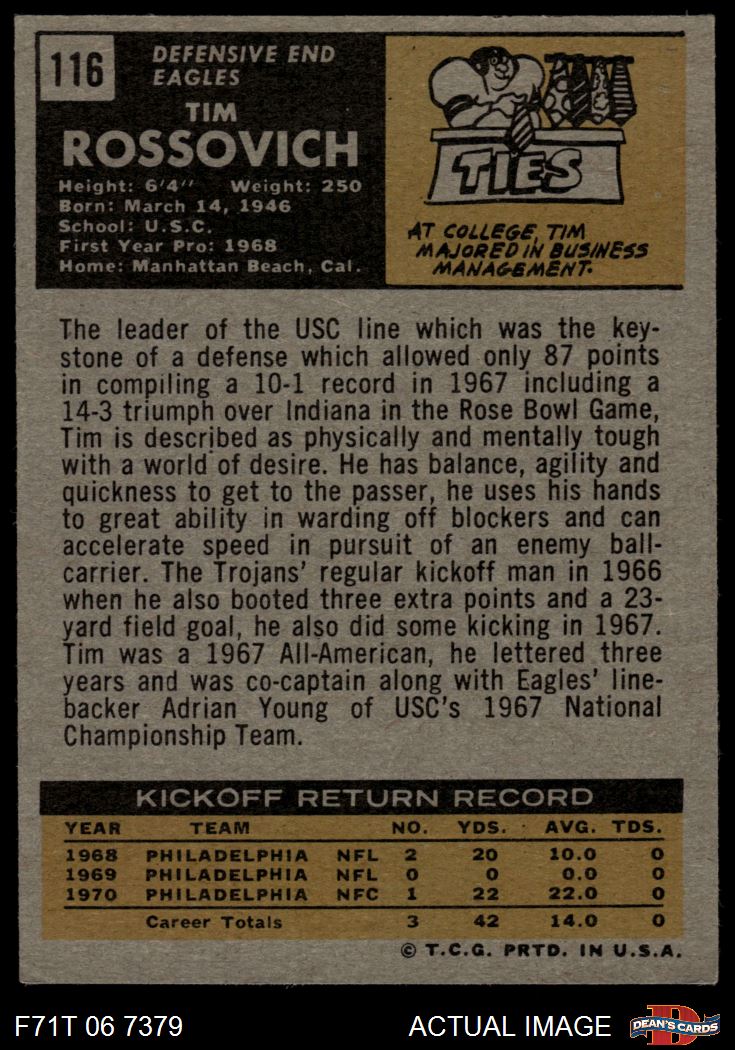 116
DEFENSIVE END
EAGLES
TIM
ROSSOVICH
Height: 6'4" Weight: 250
Born: March 14, 1946
School: U.S.C.
First Year Pro: 1968
Home: Manhattan Beach, Cal.
TIES
AT COLLEGE, TIM
MAJORED IN BUSINESS
MANAGEMENT.
The leader of the USC line which was the key-
stone of a defense which allowed only 87 points
in compiling a 10-1 record in 1967 including a
14-3 triumph over Indiana in the Rose Bowl Game,
Tim is described as physically and mentally tough
with a world of desire. He has balance, agility and
quickness to get to the passer, he uses his hands
to great ability in warding off blockers and can
accelerate speed in pursuit of an enemy ball-
carrier. The Trojans' regular kickoff man in 1966
when he also booted three extra points and a 23-
yard field goal, he also did some kicking in 1967.
Tim was a 1967 All-American, he lettered three
years and was co-captain along with Eagles' line-
backer Adrian Young of USC's 1967 National
Championship Team.
KICKOFF RETURN RECORD
YEAR TEAM NO. YDS. AVG. TDS.
1968 PHILADELPHIA NFL 2 20 10.0 0
1969 PHILADELPHIA NFL 0 0 0.0 0
1970 PHILADELPHIA NFC 1 22 22.0 0
Career Totals 3 42 14.0 0
© T.C.G. PRTD. IN U.S.A.
F71T 06 7379 ACTUAL IMAGE D DEAN'S CARDS